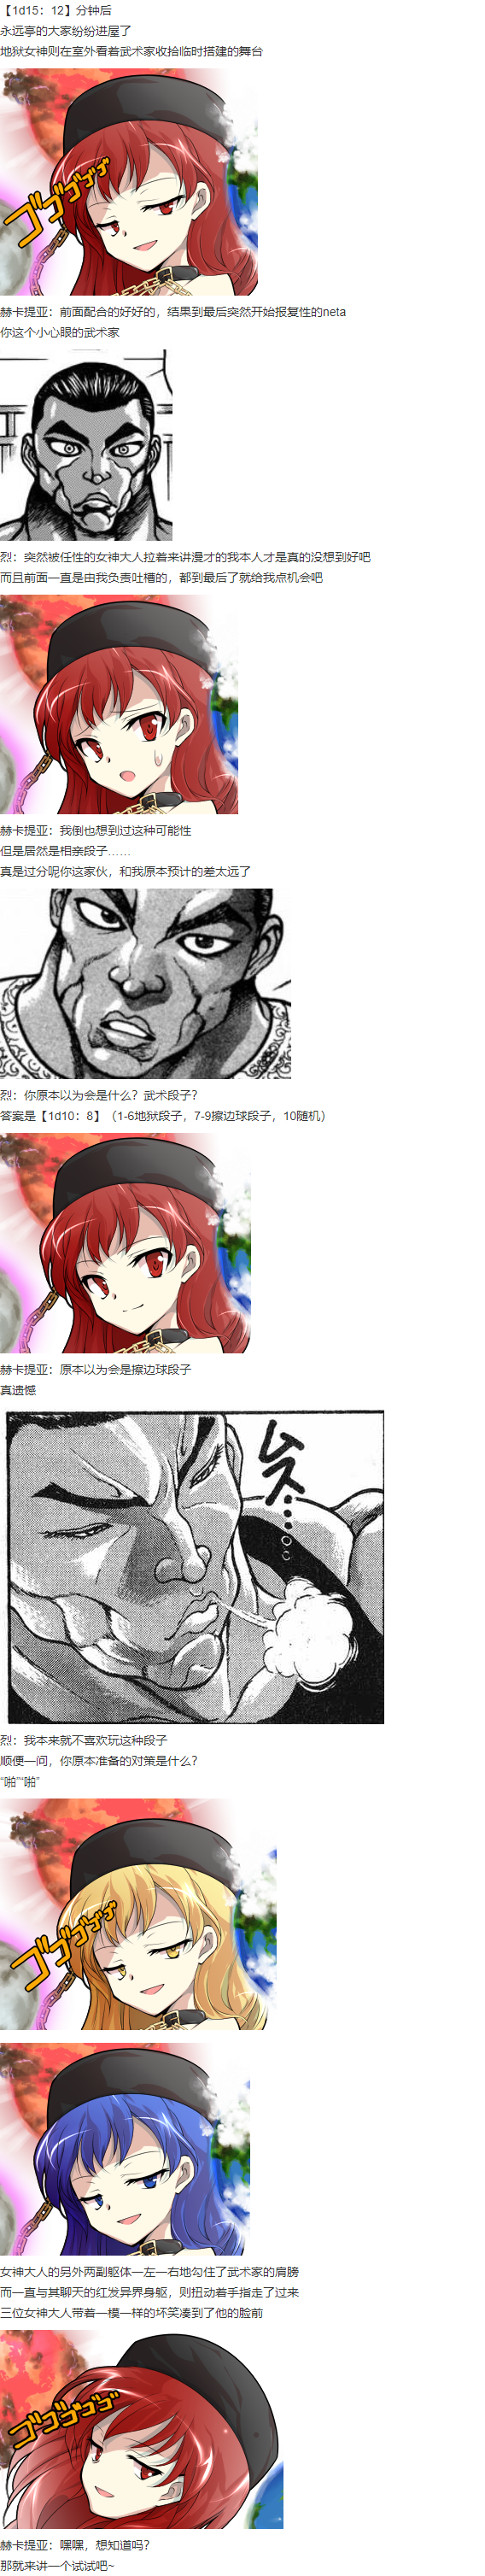 【1d15：12】分钟后
永远亭的大家纷纷进屋了
地狱女神则在室外看着武术家收拾临时搭建的舞台
ゴゴゴゴゴ
赫卡提亚：前面配合的好好的，结果到最后突然开始报复性的neta
你这个小心眼的武术家
烈：突然被任性的女神大人拉着来讲漫才的我本人才是真的没想到好吧
而且前面一直是由我负责吐槽的，都到最后了就给我点机会吧
赫卡提亚：我倒也想到过这种可能性
但是居然是相亲段子……
真是过分呢你这家伙，和我原本预计的差太远了
烈：你原本以为会是什么？武术段子？
答案是【1d10：8】（1-6地狱段子，7-9擦边球段子，10随机）
赫卡提亚：原本以为会是擦边球段子
真遗憾
ムス…
烈：我本来就不喜欢玩这种段子
顺便一问，你原本准备的对策是什么？
“啪”“啪”
ゴゴゴゴゴ
女神大人的另外两副躯体一左一右地勾住了武术家的肩膀
而一直与其聊天的红发异界身躯，则扭动着手指走了过来
三位女神大人带着一模一样的坏笑凑到了他的脸前
ゴゴゴゴゴ
赫卡提亚：嘿嘿，想知道吗？
那就来讲一个试试吧~